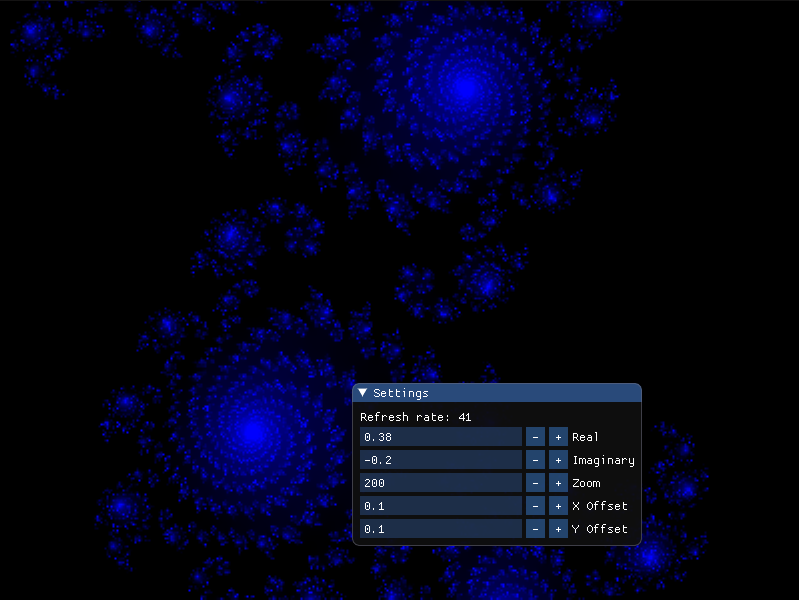 Settings
Refresh rate: 41
0.38 - + Real
-0.2 - + Imaginary
200 - + Zoom
0.1 - + X Offset
0.1 - + Y Offset